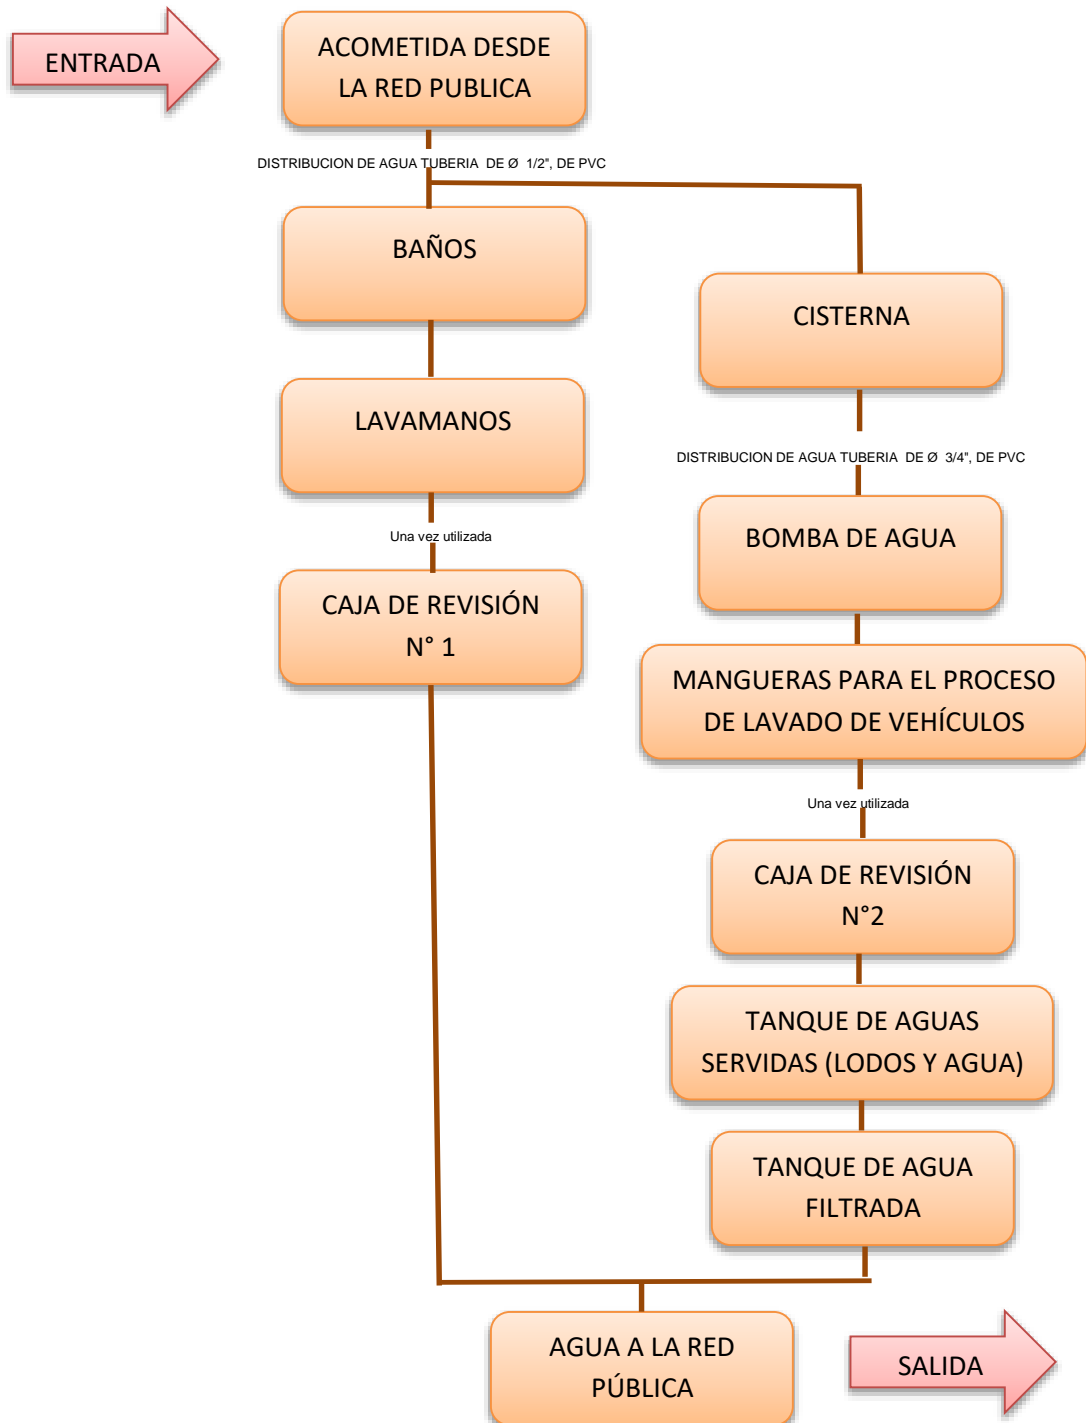 ENTRADA
ACOMETIDA DESDE
LA RED PUBLICA
DISTRIBUCION DE AGUA TUBERIA DE Ø 1/2", DE PVC
BAÑOS
CISTERNA
LAVAMANOS
DISTRIBUCION DE AGUA TUBERIA DE Ø 3/4", DE PVC
BOMBA DE AGUA
Una vez utilizada
CAJA DE REVISIÓN
N° 1
MANGUERAS PARA EL PROCESO
DE LAVADO DE VEHÍCULOS
Una vez utilizada
CAJA DE REVISIÓN
N°2
TANQUE DE AGUAS
SERVIDAS (LODOS Y AGUA)
TANQUE DE AGUA
FILTRADA
AGUA A LA RED
PÚBLICA
SALIDA